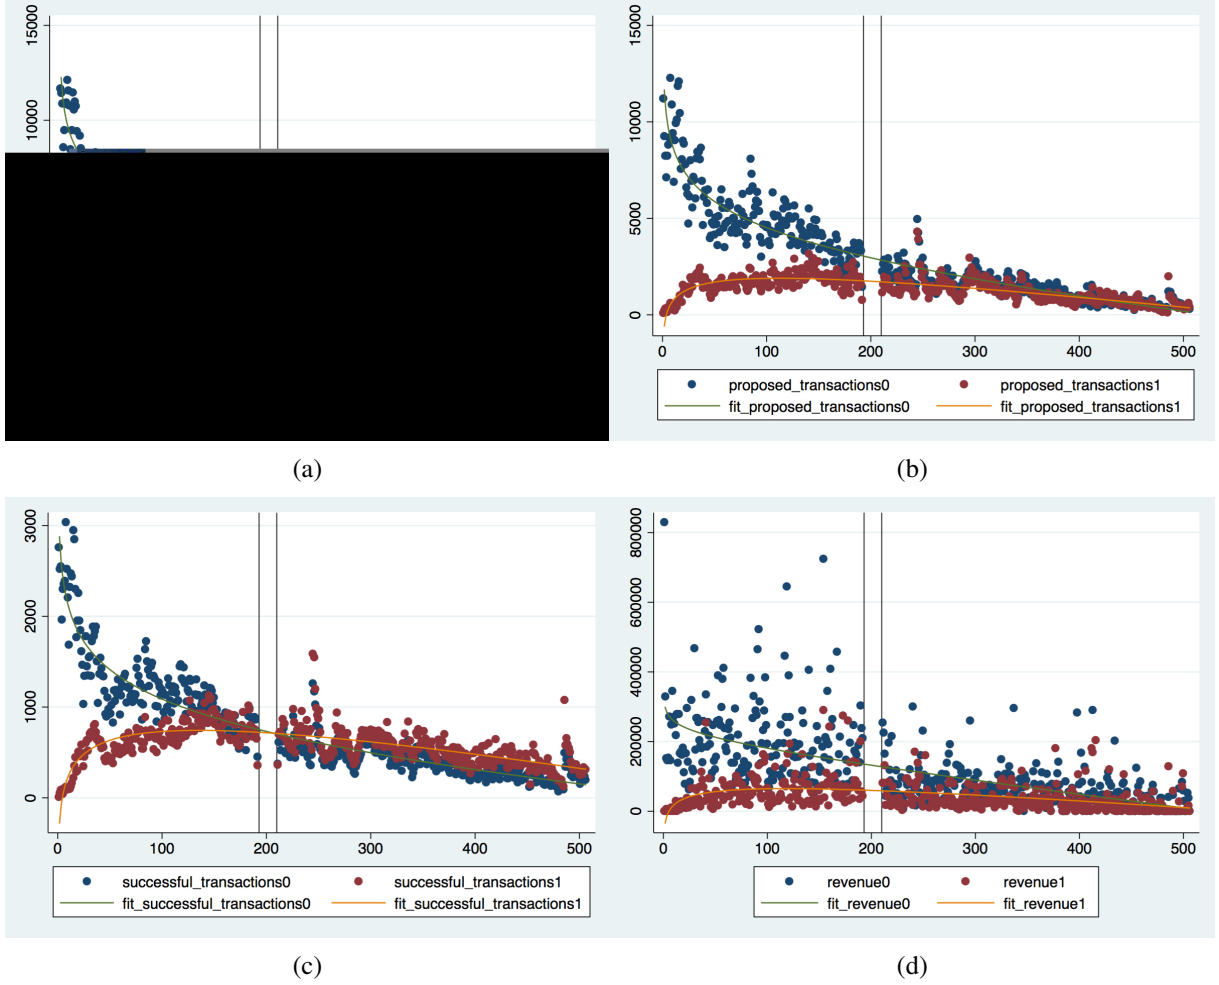 15000
10000
15000
10000
5000
0
0 100 200 300 400 500
proposed_transactions0 proposed_transactions1
fit_proposed_transactions0 fit_proposed_transactions1
(a) (b)
3000
2000
1000
0
0 100 200 300 400 500
successful_transactions0 successful_transactions1
fit_successful_transactions0 fit_successful_transactions1
800000
600000
400000
200000
0
0 100 200 300 400 500
revenue0 revenue1
fit_revenue0 fit_revenue1
(c) (d)